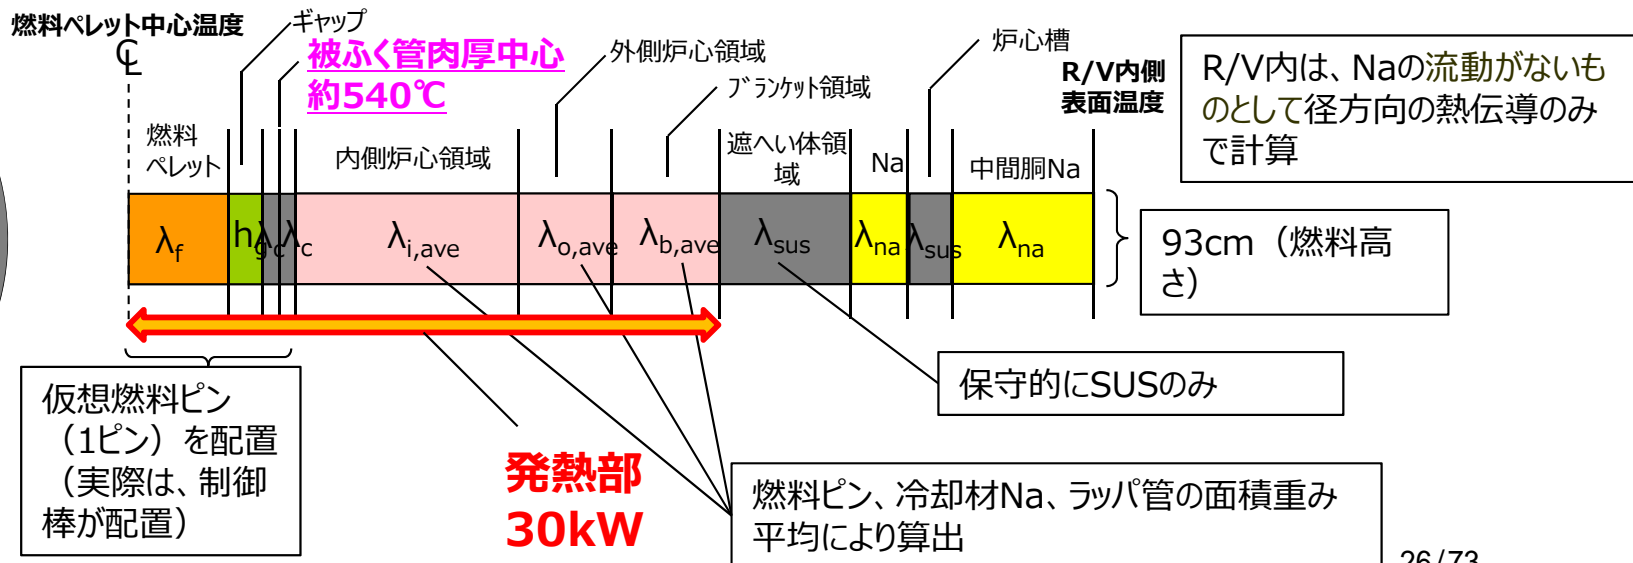 燃料ペレット中心温度
℄
ギャップ
被ふく管肉厚中心
約540℃
外側炉心領域
ブランケット領域
炉心槽
R/V内側
表面温度
R/V内は、Naの流動がないも
のとして径方向の熱伝導のみ
で計算
燃料
ペレット
内側炉心領域
遮へい体領
域
Na
中間胴Na
λf
hg
λc
λc
λi,ave
λo,ave
λb,ave
λsus
λna
λsus
λna
93cm（燃料高
さ）
仮想燃料ピン
（1ピン）を配置
（実際は、制御
棒が配置）
発熱部
30kW
保守的にSUSのみ
燃料ピン、冷却材Na、ラッパ管の面積重み
平均により算出
26/73